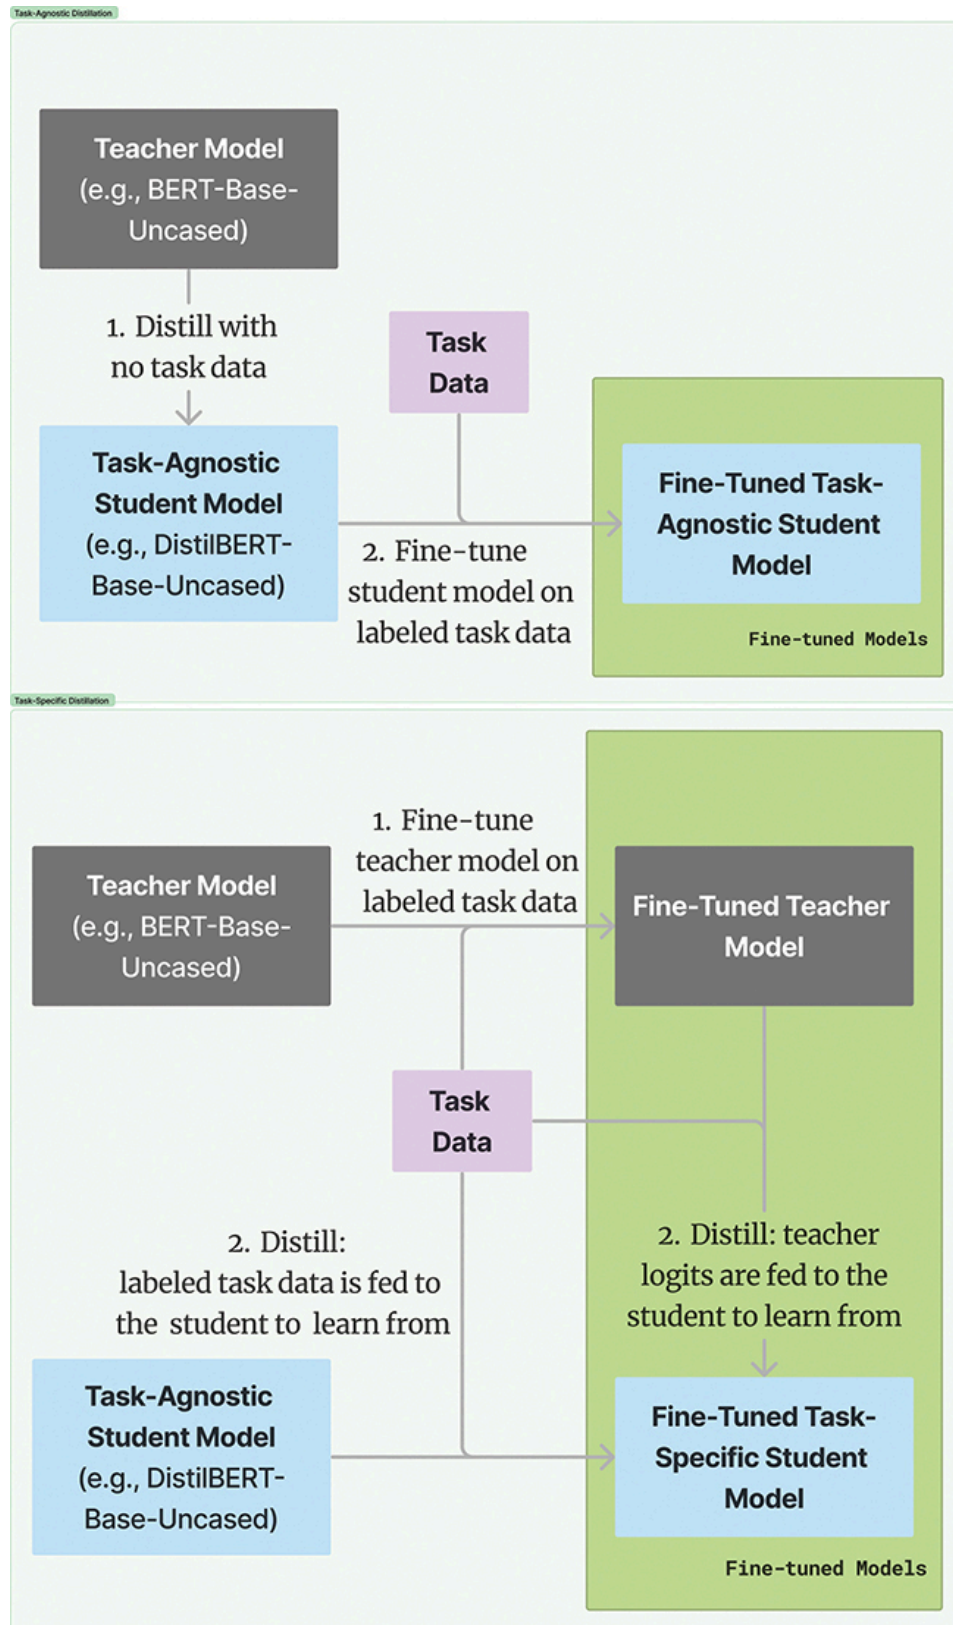 Task-Agnostic Distillation
Teacher Model
(e.g., BERT-Base-
Uncased)
1. Distill with
no task data
Task
Data
Task-Agnostic
Student Model
(e.g., DistilBERT-
Base-Uncased)
2. Fine-tune
student model on
labeled task data
Fine-Tuned Task-
Agnostic Student
Model
Fine-tuned Models
Task-Specific Distillation
1. Fine-tune
teacher model on
labeled task data
Teacher Model
(e.g., BERT-Base-
Uncased)
Fine-Tuned Teacher
Model
Task
Data
2. Distill:
labeled task data is fed to
the student to learn from
2. Distill: teacher
logits are fed to the
student to learn from
Task-Agnostic
Student Model
(e.g., DistilBERT-
Base-Uncased)
Fine-Tuned Task-
Specific Student
Model
Fine-tuned Models